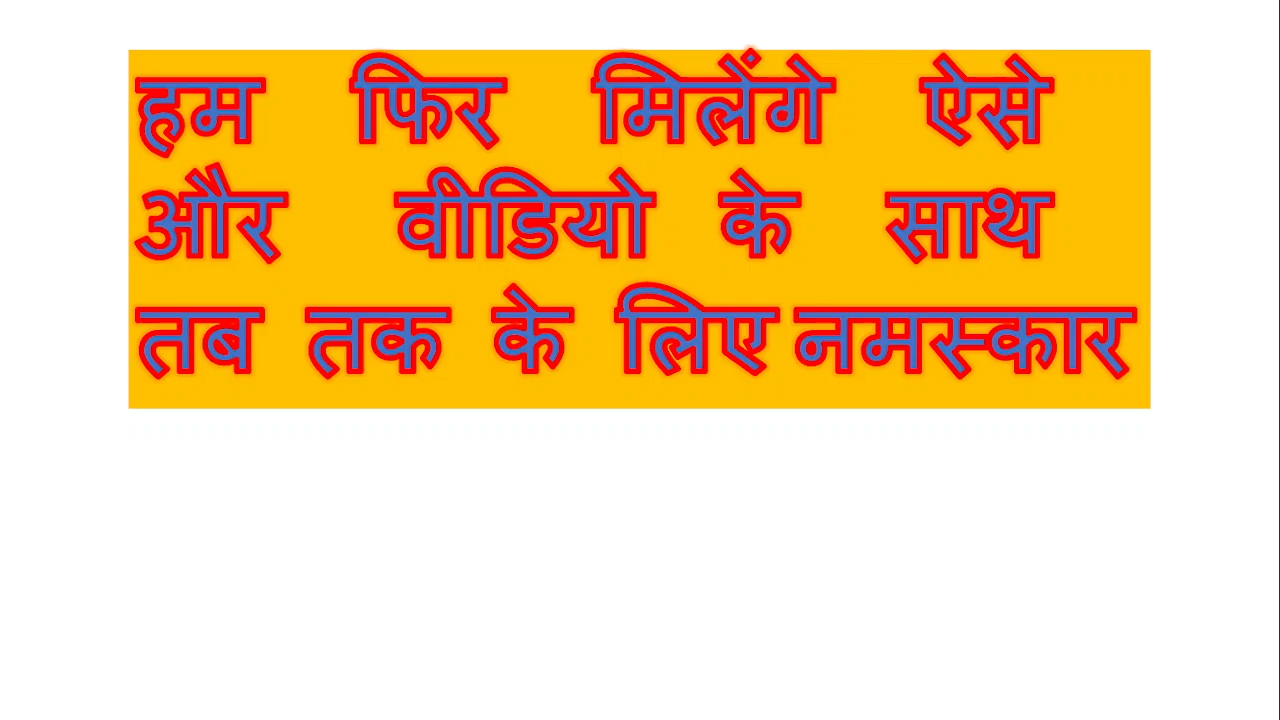 हम फिर मिलेंगे ऐसे
और वीडियो के साथ
तब तक के लिए नमस्कार